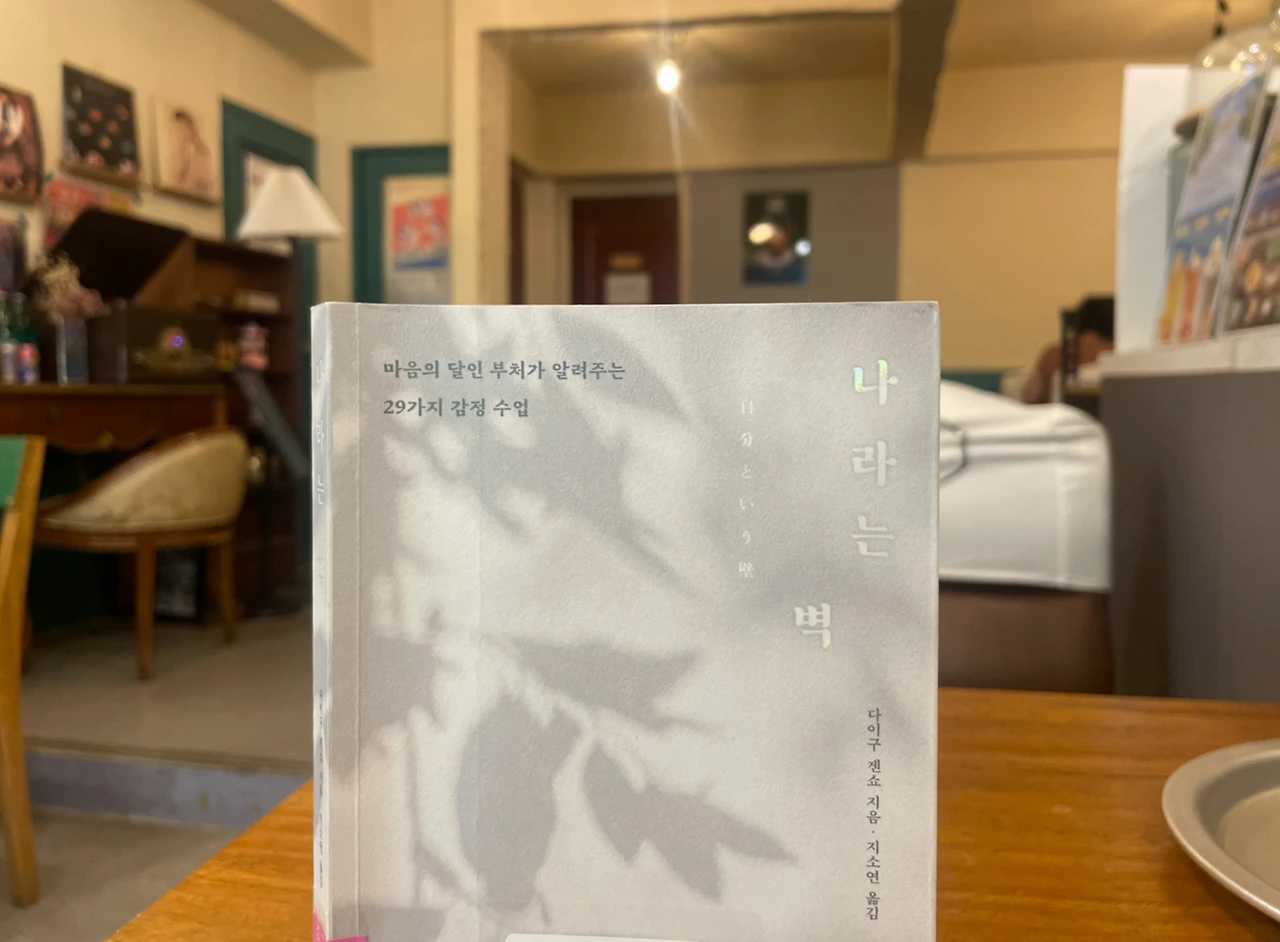 마음의 달인 부처가 알려주는
29가지 감정 수업
나라는
벽
自分という壁
다이구 겐쇼 지음 · 지소연 옮김